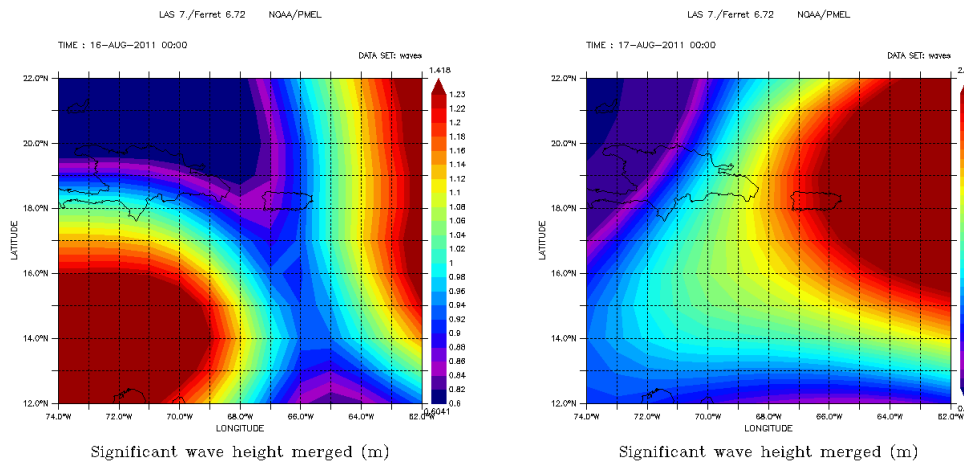 LAS 7./Ferret 6.72 NOAA/PMEL
TIME : 16-AUG-2011 00:00
DATA SET: waves
1.418
22.0°N
20.0°N
18.0°N
16.0°N
14.0°N
12.0°N
LATITUDE
74.0°W 72.0°W 70.0°W 68.0°W 66.0°W 64.0°W 62.0°W
LONGITUDE
1.23
1.22
1.2
1.18
1.16
1.14
1.12
1.1
1.08
1.06
1.04
1.02
1
0.98
0.96
0.94
0.92
0.9
0.88
0.86
0.84
0.82
0.6
0.6041
Significant wave height merged (m)
LAS 7./Ferret 6.72 NOAA/PMEL
TIME : 17-AUG-2011 00:00
DATA SET: waves
22.0°N
20.0°N
18.0°N
16.0°N
14.0°N
12.0°N
LATITUDE
74.0°W 72.0°W 70.0°W 68.0°W 66.0°W 64.0°W 62.0°W
LONGITUDE
Significant wave height merged (m)